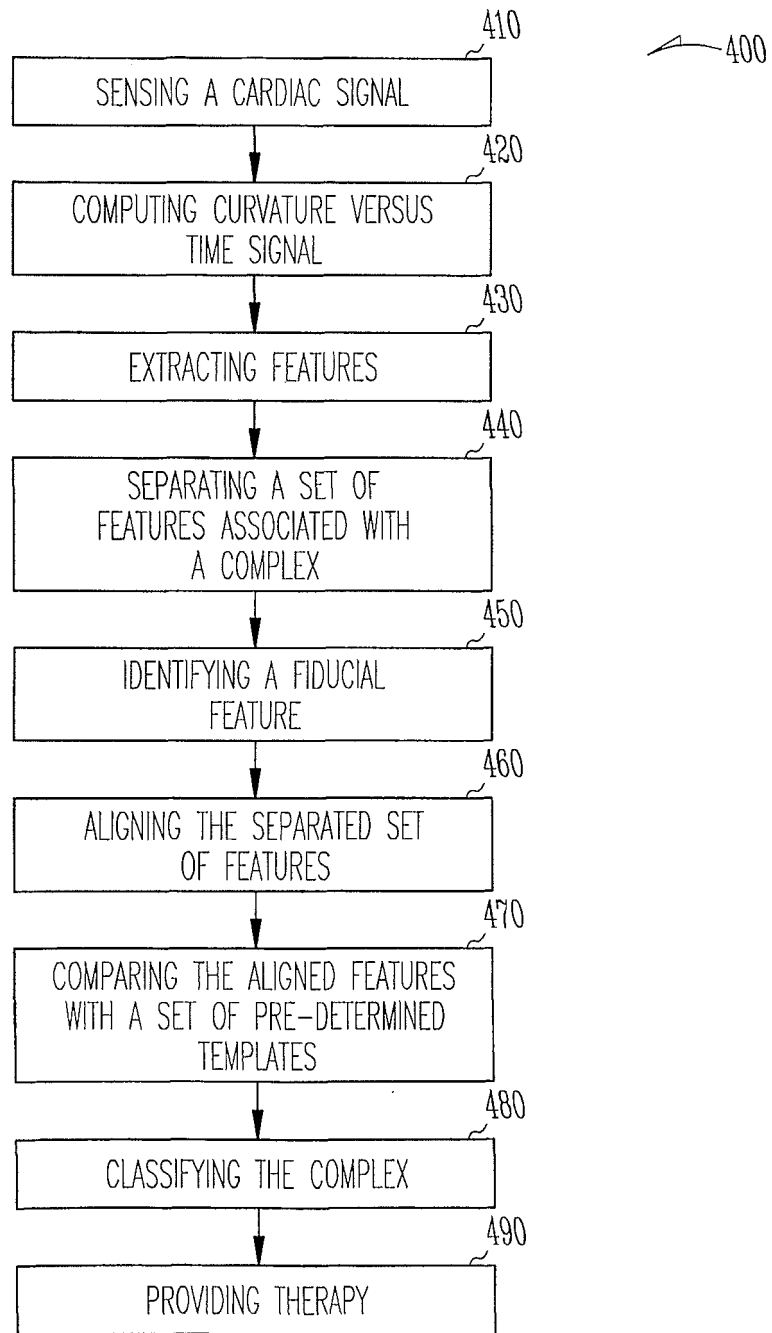 410
400
SENSING A CARDIAC SIGNAL
420
COMPUTING CURVATURE VERSUS
TIME SIGNAL
430
EXTRACTING FEATURES
440
SEPARATING A SET OF
FEATURES ASSOCIATED WITH
A COMPLEX
450
IDENTIFYING A FIDUCIAL
FEATURE
460
ALIGNING THE SEPARATED SET
OF FEATURES
470
COMPARING THE ALIGNED FEATURES
WITH A SET OF PRE-DETERMINED
TEMPLATES
480
CLASSIFYING THE COMPLEX
490
PROVIDING THERAPY